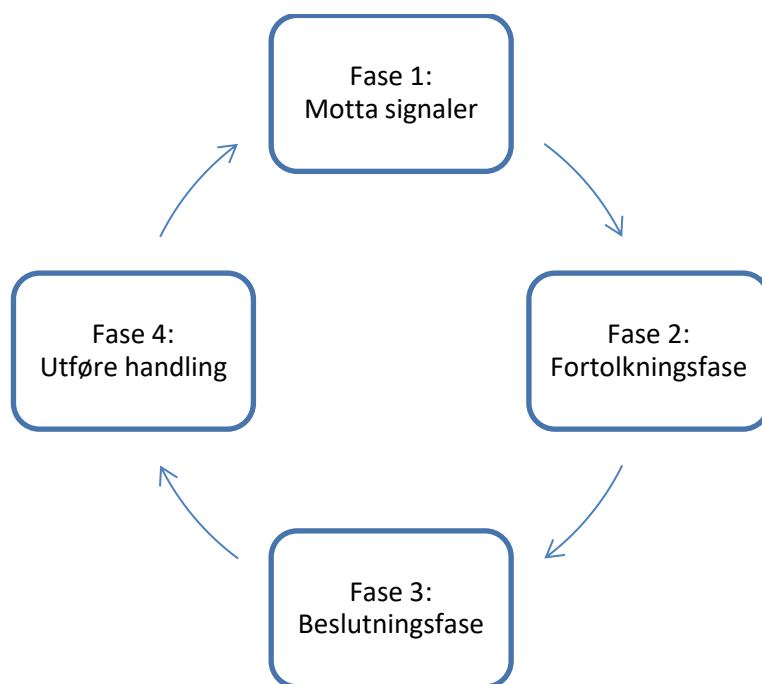 Fase 1:
Motta signaler
Fase 2:
Fortolkningsfase
Fase 3:
Beslutningsfase
Fase 4:
Utføre handling